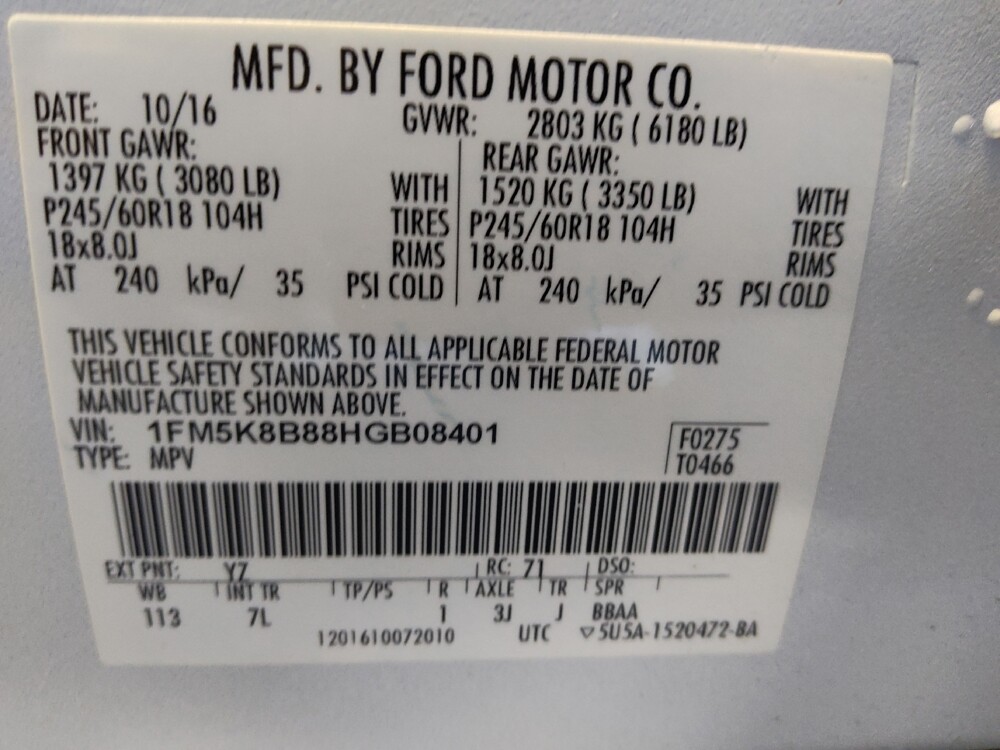 MFD. BY FORD MOTOR CO.
DATE: 10/16 GVWR: 2803 KG ( 6180 LB)
FRONT GAWR: REAR GAWR:
1397 KG ( 3080 LB) WITH 1520 KG ( 3350 LB) WITH
P245/60R18 104H TIRES P245/60R18 104H TIRES
18x8.0J RIMS 18x8.0J RIMS
AT 240 kPa/ 35 PSI COLD AT 240 kPa/ 35 PSI COLD
THIS VEHICLE CONFORMS TO ALL APPLICABLE FEDERAL MOTOR
VEHICLE SAFETY STANDARDS IN EFFECT ON THE DATE OF
MANUFACTURE SHOWN ABOVE.
VIN: 1FM5K8B88HGB08401 F0275
TYPE: MPV T0466
EXT PNT: YZ RC: 71 DSO:
WB INT TR TP/PS R AXLE TR SPR
113 7L 1 3J J BBAA
1201610072010 UTC ▽5U5A-1520472-BA